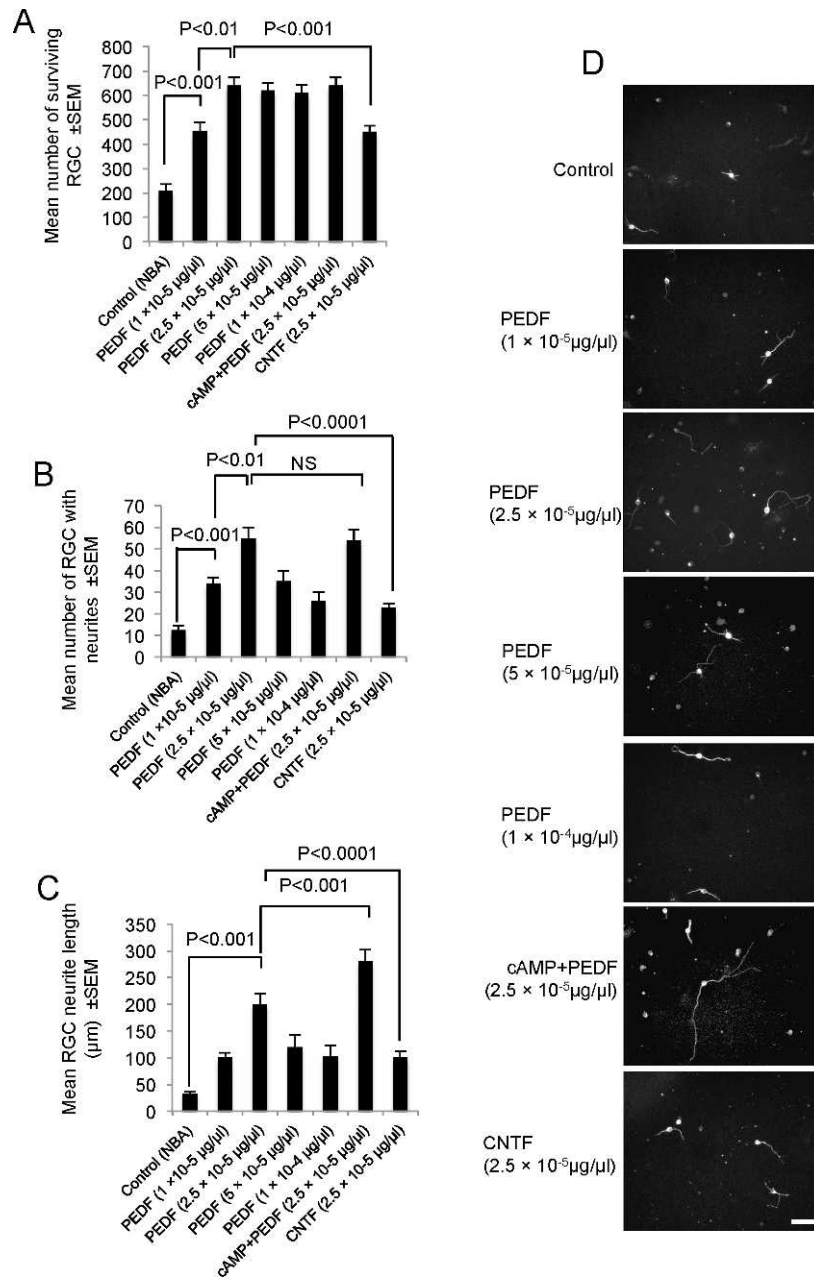 A
P<0.01
P<0.001
P<0.001
Mean number of surviving
RGC ±SEM
800
700
600
500
400
300
200
100
0
Control (NBA)
PEDF (1 ×10-5 µg/µl)
PEDF (2.5 × 10-5 µg/µl)
PEDF (5 × 10-5 µg/µl)
PEDF (1 × 10-4 µg/µl)
cAMP+PEDF (2.5 × 10-5 µg/µl)
CNTF (2.5 × 10-5 µg/µl)
B
P<0.0001
P<0.01
NS
P<0.001
Mean number of RGC with
neurites ±SEM
70
60
50
40
30
20
10
0
Control (NBA)
PEDF (1 ×10-5 µg/µl)
PEDF (2.5 × 10-5 µg/µl)
PEDF (5 × 10-5 µg/µl)
PEDF (1 × 10-4 µg/µl)
cAMP+PEDF (2.5 × 10-5 µg/µl)
CNTF (2.5 × 10-5 µg/µl)
C
P<0.0001
P<0.001
P<0.001
Mean RGC neurite length
(µm) ±SEM
350
300
250
200
150
100
50
0
Control (NBA)
PEDF (1 ×10-5 µg/µl)
PEDF (2.5 × 10-5 µg/µl)
PEDF (5 × 10-5 µg/µl)
PEDF (1 × 10-4 µg/µl)
cAMP+PEDF (2.5 × 10-5 µg/µl)
CNTF (2.5 × 10-5 µg/µl)
D
Control
PEDF
(1 × 10⁻⁵µg/µl)
PEDF
(2.5 × 10⁻⁵µg/µl)
PEDF
(5 × 10⁻⁵µg/µl)
PEDF
(1 × 10⁻⁴µg/µl)
cAMP+PEDF
(2.5 × 10⁻⁵µg/µl)
CNTF
(2.5 × 10⁻⁵µg/µl)